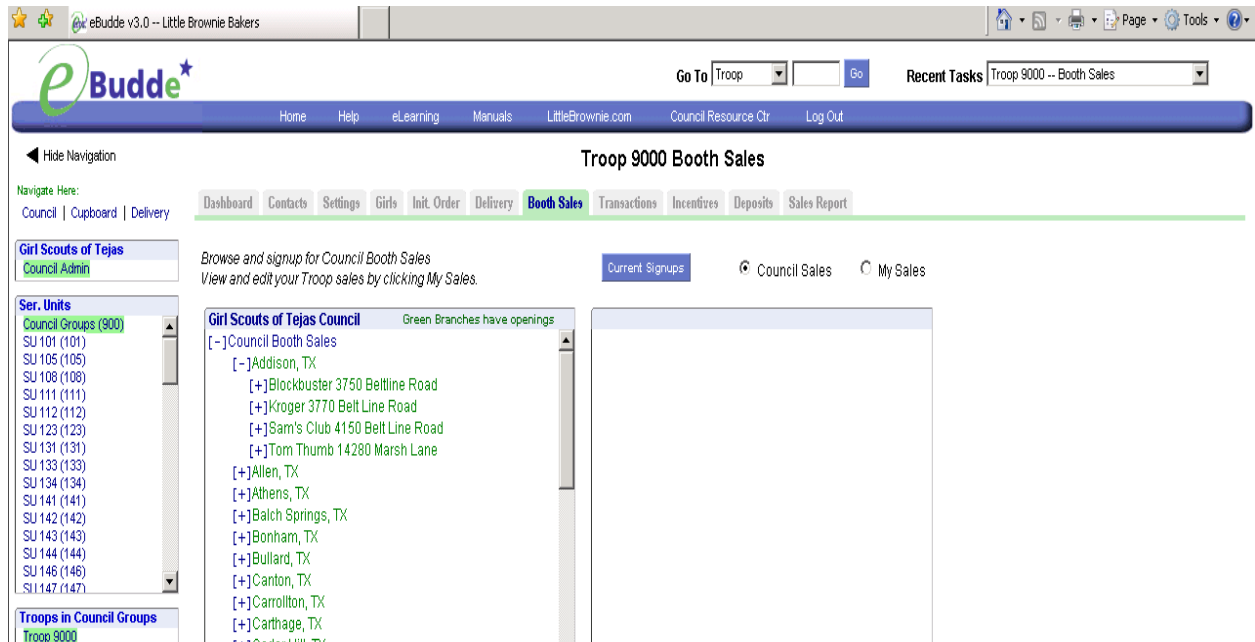 eBudde v3.0 -- Little Brownie Bakers
Page
Tools
eBudde
Go To Troop Go Recent Tasks Troop 9000 -- Booth Sales
Home Help eLearning Manuals LittleBrownie.com Council Resource Ctr Log Out
Hide Navigation
Troop 9000 Booth Sales
Navigate Here:
Council | Cupboard | Delivery
Dashboard Contacts Settings Girls Init. Order Delivery Booth Sales Transactions Incentives Deposits Sales Report
Girl Scouts of Tejas
Council Admin
Ser. Units
Council Groups (900)
SU 101 (101)
SU 105 (105)
SU 108 (108)
SU 111 (111)
SU 112 (112)
SU 123 (123)
SU 131 (131)
SU 133 (133)
SU 134 (134)
SU 141 (141)
SU 142 (142)
SU 143 (143)
SU 144 (144)
SU 146 (146)
SU 147 (147)
Troops in Council Groups
Troop 9000
Browse and signup for Council Booth Sales
View and edit your Troop sales by clicking My Sales.
Current Signups Council Sales My Sales
Girl Scouts of Tejas Council Green Branches have openings
[-]Council Booth Sales
[-]Addison, TX
[+]Blockbuster 3750 Beltline Road
[+]Kroger 3770 Belt Line Road
[+]Sam's Club 4150 Belt Line Road
[+]Tom Thumb 14280 Marsh Lane
[+]Allen, TX
[+]Athens, TX
[+]Balch Springs, TX
[+]Bonham, TX
[+]Bullard, TX
[+]Canton, TX
[+]Carrollton, TX
[+]Carthage, TX